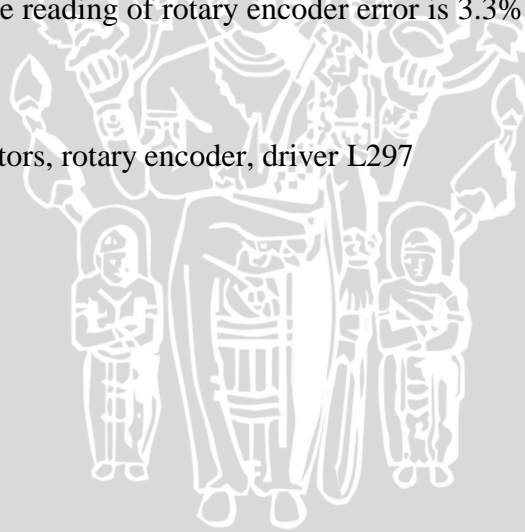 e reading of rotary encoder error is 3.3%
tors, rotary encoder, driver L297